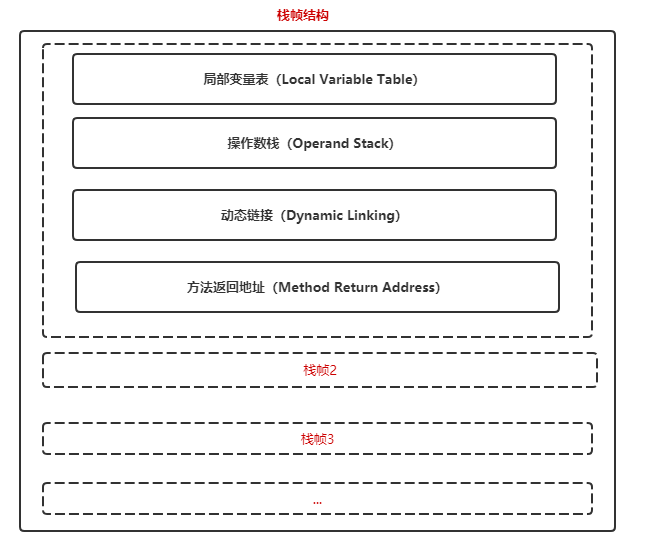 栈帧结构
局部变量表（Local Variable Table）
操作数栈（Operand Stack）
动态链接（Dynamic Linking）
方法返回地址（Method Return Address）
栈帧2
栈帧3
...